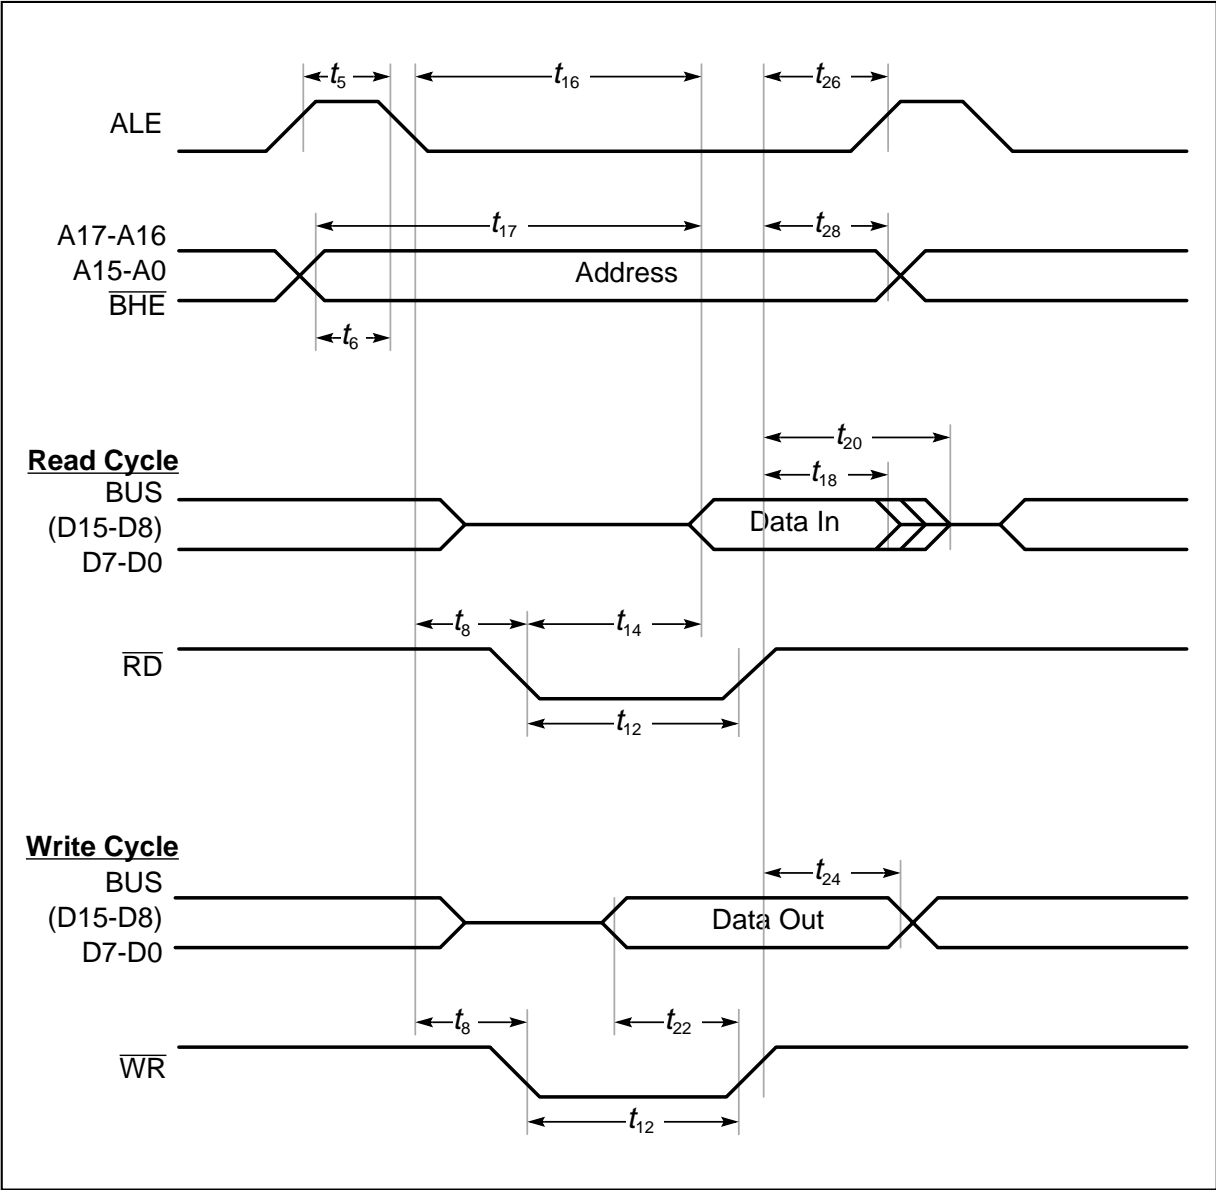 t5 t16 t26
ALE
t17 t28
A17-A16
A15-A0
Address
BHE
t6
t20
Read Cycle
t18
BUS
(D15-D8)
Data In
D7-D0
t8 t14
RD
t12
Write Cycle
t24
BUS
(D15-D8)
Data Out
D7-D0
t8 t22
WR
t12